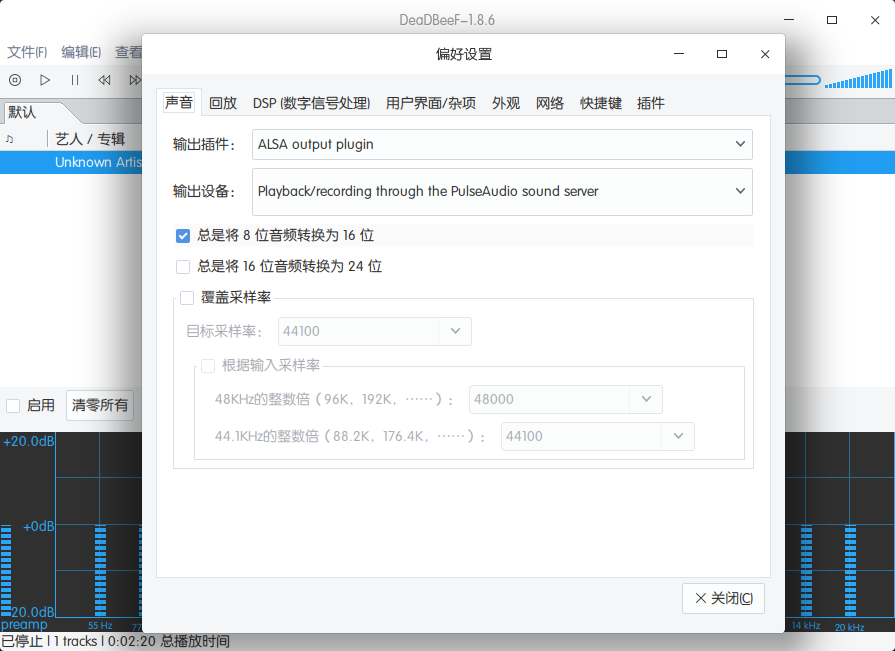 DeaDBeeF-1.8.6
文件(F) 编辑(E) 查看
默认
♫ 艺人 / 专辑
Unknown Artis
偏好设置
声音 回放 DSP (数字信号处理) 用户界面/杂项 外观 网络 快捷键 插件
输出插件： ALSA output plugin
输出设备： Playback/recording through the PulseAudio sound server
总是将 8 位音频转换为 16 位
总是将 16 位音频转换为 24 位
覆盖采样率
目标采样率： 44100
根据输入采样率
48KHz的整数倍（96K，192K，……）： 48000
44.1KHz的整数倍（88.2K，176.4K，……）： 44100
关闭(C)
启用 清零所有
+20.0dB
+0dB
20.0dB
preamp 55 Hz 77 14 kHz 20 kHz
已停止 | 1 tracks | 0:02:20 总播放时间